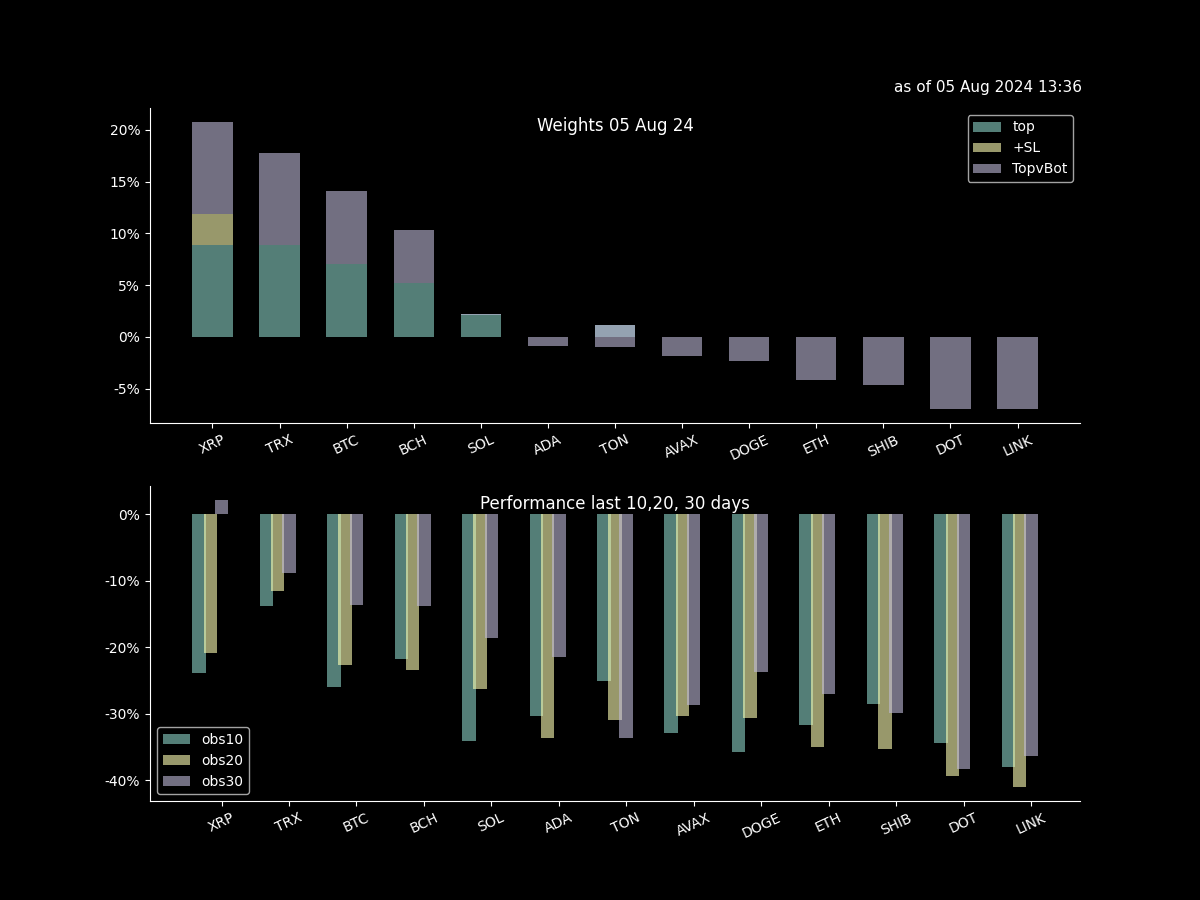 as of 05 Aug 2024 13:36
Weights 05 Aug 24
top
+SL
TopvBot
20%
15%
10%
5%
0%
-5%
XRP TRX BTC BCH SOL ADA TON AVAX DOGE ETH SHIB DOT LINK
Performance last 10,20, 30 days
0%
-10%
-20%
-30%
-40%
obs10
obs20
obs30
XRP TRX BTC BCH SOL ADA TON AVAX DOGE ETH SHIB DOT LINK